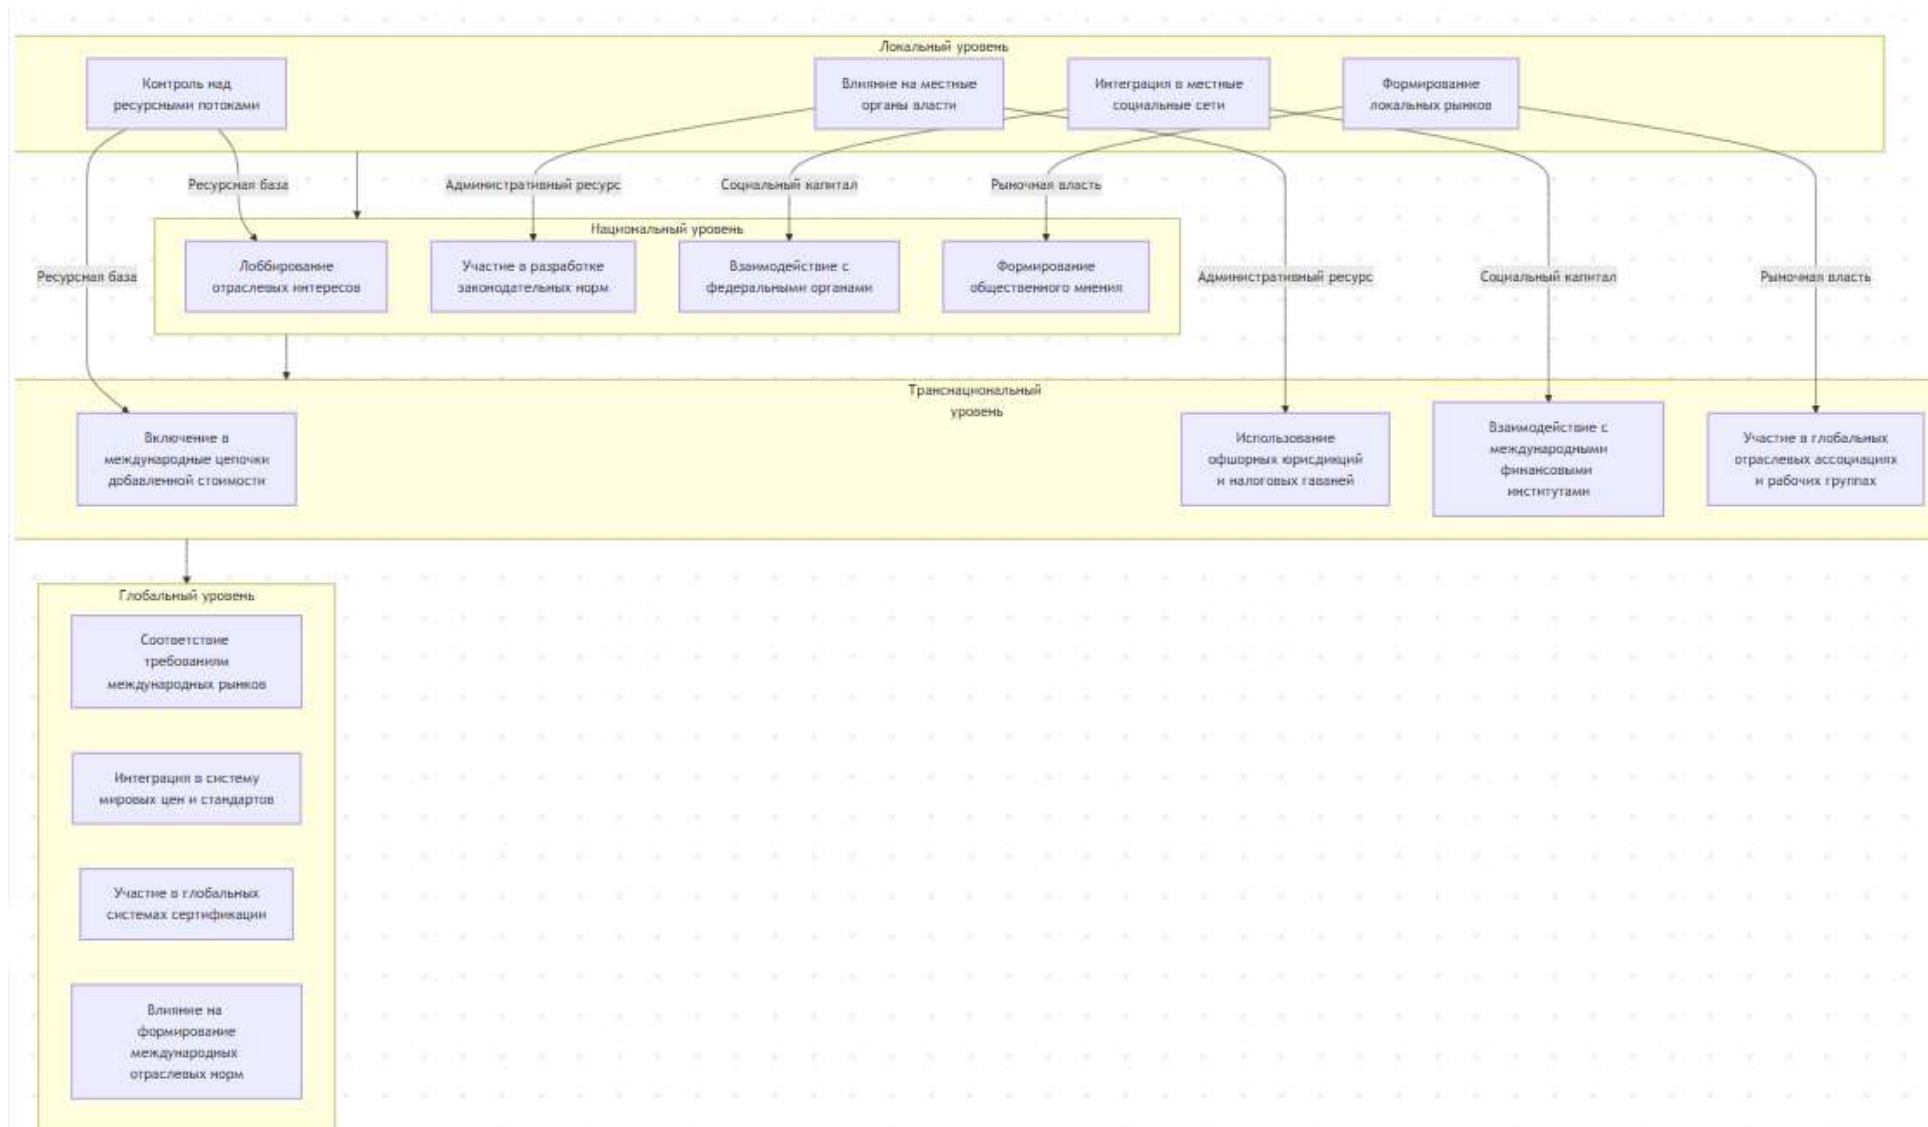 Локальный уровень
Контроль над
ресурсными потоками
Влияние на местные
органы власти
Интеграция в местные
социальные сети
Формирование
локальных рынков
Ресурсная база
Административный ресурс
Социальный капитал
Рыночная власть
Национальный уровень
Лоббирование
отраслевых интересов
Участие в разработке
законодательных норм
Взаимодействие с
федеральными органами
Формирование
общественного мнения
Ресурсная база
Административный ресурс
Социальный капитал
Рыночная власть
Транснациональный
уровень
Включение в
международные цепочки
добавленной стоимости
Использование
офшорных юрисдикций
и налоговых гаваней
Взаимодействие с
международными
финансовыми
институтами
Участие в глобальных
отраслевых ассоциациях
и рабочих группах
Глобальный уровень
Соответствие
требованиям
международных рынков
Интеграция в систему
мировых цен и стандартов
Участие в глобальных
системах сертификации
Влияние на
формирование
международных
отраслевых норм